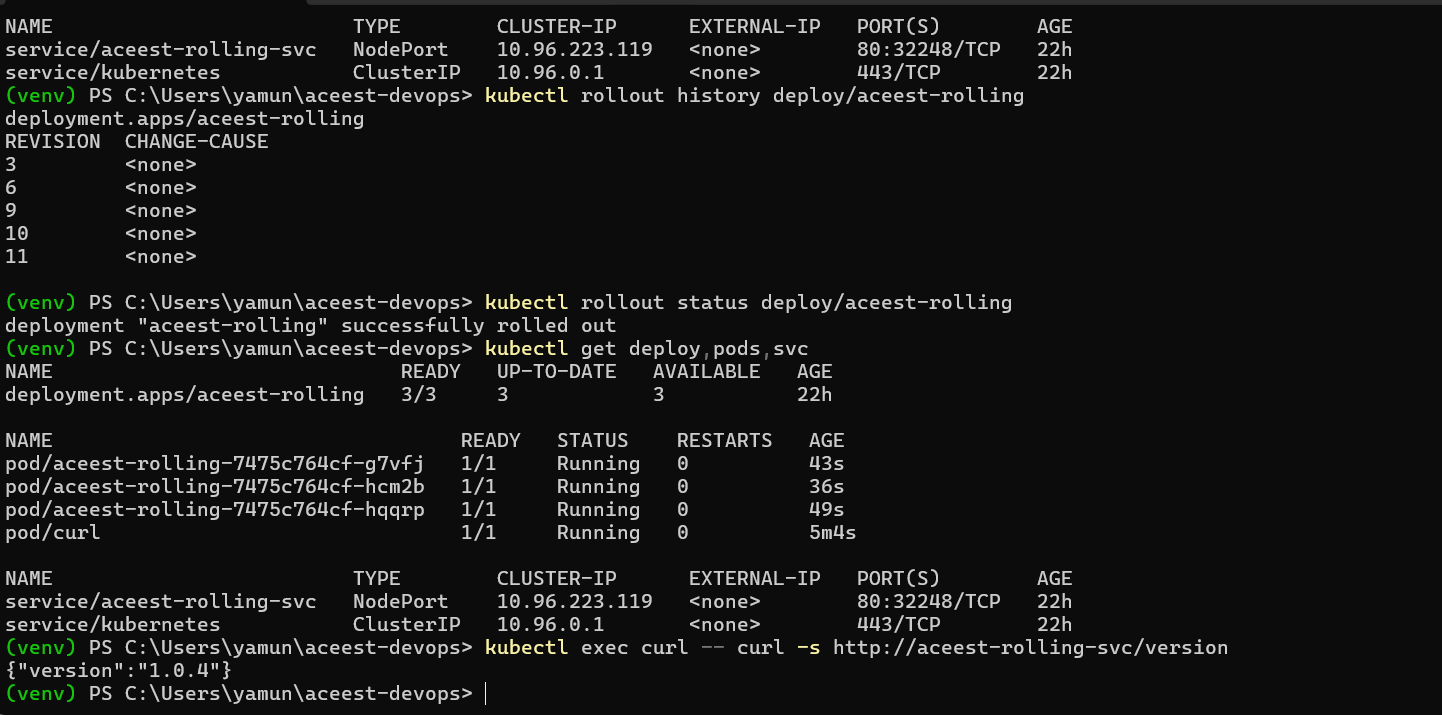 NAME                         TYPE        CLUSTER-IP      EXTERNAL-IP   PORT(S)        AGE
service/aceest-rolling-svc   NodePort    10.96.223.119   <none>        80:32248/TCP   22h
service/kubernetes           ClusterIP   10.96.0.1       <none>        443/TCP        22h
(venv) PS C:\Users\yamun\aceest-devops> kubectl rollout history deploy/aceest-rolling
deployment.apps/aceest-rolling
REVISION  CHANGE-CAUSE
3         <none>
6         <none>
9         <none>
10        <none>
11        <none>

(venv) PS C:\Users\yamun\aceest-devops> kubectl rollout status deploy/aceest-rolling
deployment "aceest-rolling" successfully rolled out
(venv) PS C:\Users\yamun\aceest-devops> kubectl get deploy,pods,svc
NAME                             READY   UP-TO-DATE   AVAILABLE   AGE
deployment.apps/aceest-rolling   3/3     3            3           22h

NAME                                  READY   STATUS    RESTARTS   AGE
pod/aceest-rolling-7475c764cf-g7vfj   1/1     Running   0          43s
pod/aceest-rolling-7475c764cf-hcm2b   1/1     Running   0          36s
pod/aceest-rolling-7475c764cf-hqqrp   1/1     Running   0          49s
pod/curl                              1/1     Running   0          5m4s

NAME                         TYPE        CLUSTER-IP      EXTERNAL-IP   PORT(S)        AGE
service/aceest-rolling-svc   NodePort    10.96.223.119   <none>        80:32248/TCP   22h
service/kubernetes           ClusterIP   10.96.0.1       <none>        443/TCP        22h
(venv) PS C:\Users\yamun\aceest-devops> kubectl exec curl -- curl -s http://aceest-rolling-svc/version
{"version":"1.0.4"}
(venv) PS C:\Users\yamun\aceest-devops>